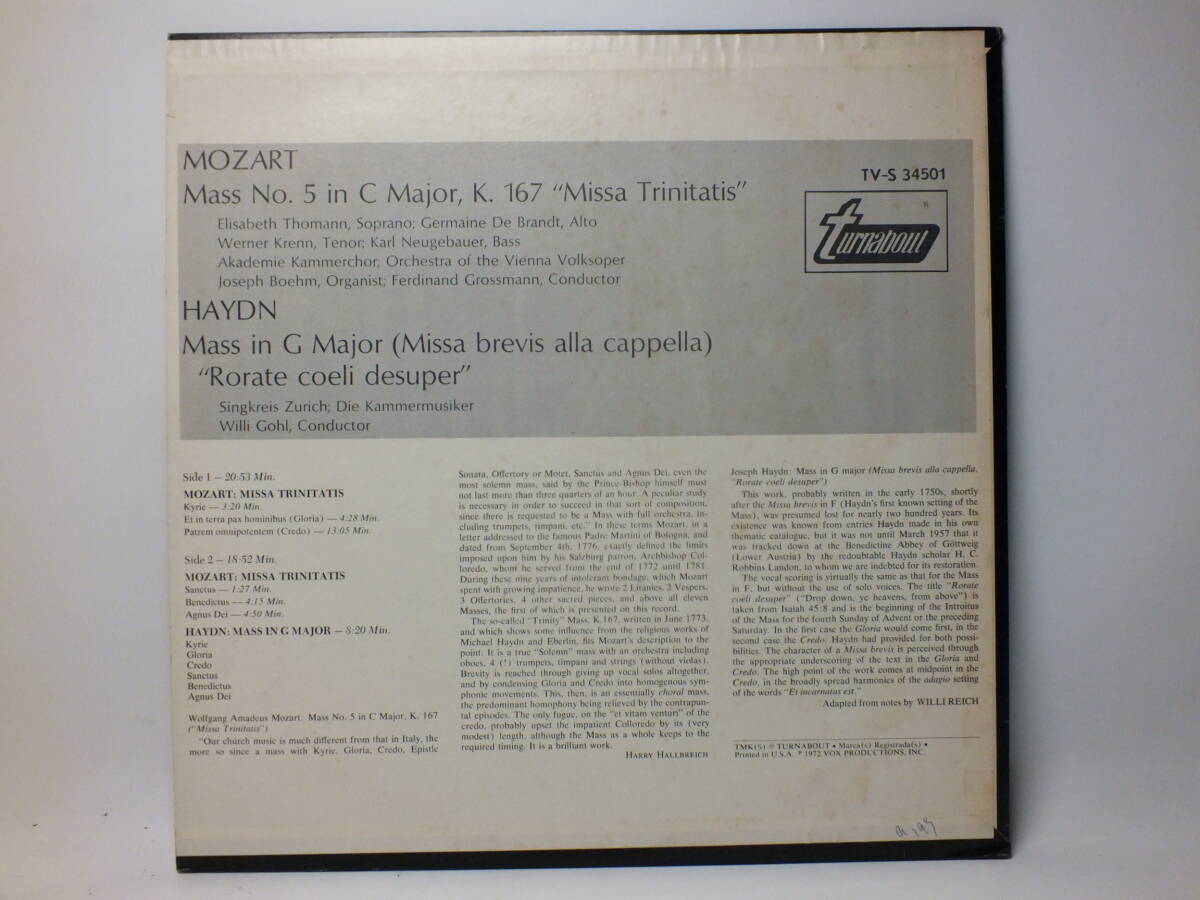 MOZART
Mass No. 5 in C Major, K. 167 “Missa Trinitatis”
Elisabeth Thomann, Soprano; Germaine De Brandt, Alto
Werner Krenn, Tenor; Karl Neugebauer, Bass
Akademie Kammerchor; Orchestra of the Vienna Volksoper
Joseph Boehm, Organist; Ferdinand Grossmann, Conductor
TV-S 34501
turnabout
HAYDN
Mass in G Major (Missa brevis alla cappella)
“Rorate coeli desuper”
Singkreis Zurich; Die Kammermusiker
Willi Gohl, Conductor
Side 1 — 20:53 Min.
MOZART: MISSA TRINITATIS
Kyrie — 3:20 Min.
Et in terra pax hominibus (Gloria) — 4:28 Min.
Patrem omnipotentem (Credo) — 13:05 Min.
Side 2 — 18:52 Min.
MOZART: MISSA TRINITATIS
Sanctus — 1:27 Min.
Benedictus — 4:15 Min.
Agnus Dei — 4:50 Min.
HAYDN: MASS IN G MAJOR — 8:20 Min.
Kyrie
Gloria
Credo
Sanctus
Benedictus
Agnus Dei
Wolfgang Amadeus Mozart: Mass No. 5 in C Major, K. 167
(“Missa Trinitatis”)
“Our church music is much different from that in Italy, the
more so since a mass with Kyrie, Gloria, Credo, Epistle
Sonata, Offertory or Motet, Sanctus and Agnus Dei, even the
most solemn mass, said by the Prince-Bishop himself must
not last more than three quarters of an hour. A peculiar study
is necessary in order to succeed in that sort of composition,
since there is requested to be a Mass with full orchestra, in-
cluding trumpets, timpani, etc.” In these terms Mozart, in a
letter addressed to the famous Padre Martini of Bologna, and
dated from September 4th, 1776, exactly defined the limits
imposed upon him by his Salzburg patron, Archbishop Col-
loredo, whom he served from the end of 1772 until 1781.
During these nine years of intolerant bondage, which Mozart
spent with growing impatience, he wrote 2 Litanies, 2 Vespers,
3 Offertories, 4 other sacred pieces, and above all eleven
Masses, the first of which is presented on this record.
The so-called “Trinity” Mass, K.167, written in June 1773,
and which shows some influence from the religious works of
Michael Haydn and Eberlin, fits Mozart's description to the
point. It is a true “Solemn” mass with an orchestra including
oboes, 4 (!) trumpets, timpani and strings (without violas).
Brevity is reached through giving up vocal solos altogether,
and by condensing Gloria and Credo into homogenous sym-
phonic movements. This, then, is an essentially choral mass,
the predominant homophony being relieved by the contrapun-
tal episodes. The only fugue, on the “et vitam venturi” of the
credo, probably upset the impatient Colloredo by its (very
modest) length, although the Mass as a whole keeps to the
required timing. It is a brilliant work.
HARRY HALLBREICH
Joseph Haydn: Mass in G major (Missa brevis alla cappella,
“Rorate coeli desuper”)
This work, probably written in the early 1750s, shortly
after the Missa brevis in F (Haydn's first known setting of the
Mass), was presumed lost for nearly two hundred years. Its
existence was known from entries Haydn made in his own
thematic catalogue, but it was not until March 1957 that it
was tracked down at the Benedictine Abbey of Göttweig
(Lower Austria) by the redoubtable Haydn scholar H. C.
Robbins Landon, to whom we are indebted for its restoration.
The vocal scoring is virtually the same as that for the Mass
in F, but without the use of solo voices. The title “Rorate
coeli desuper” (“Drop down, ye heavens, from above”) is
taken from Isaiah 45:8 and is the beginning of the Introitus
of the Mass for the fourth Sunday of Advent or the preceding
Saturday. In the first case the Gloria would come first, in the
second case the Credo; Haydn had provided for both possi-
bilities. The character of a Missa brevis is perceived through
the appropriate underscoring of the text in the Gloria and
Credo. The high point of the work comes at midpoint in the
Credo, in the broadly spread harmonies of the adagio setting
of the words “Et incarnatus est.”
Adapted from notes by WILLI REICH
TMK(S) ® TURNABOUT • Marca(s) Registrada(s) •
Printed in U.S.A. ℗ 1972 VOX PRODUCTIONS, INC.